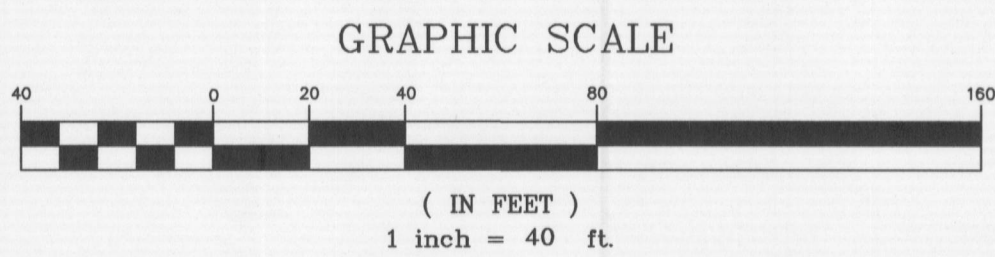 GRAPHIC SCALE
40 0 20 40 80 160
( IN FEET )
1 inch = 40 ft.